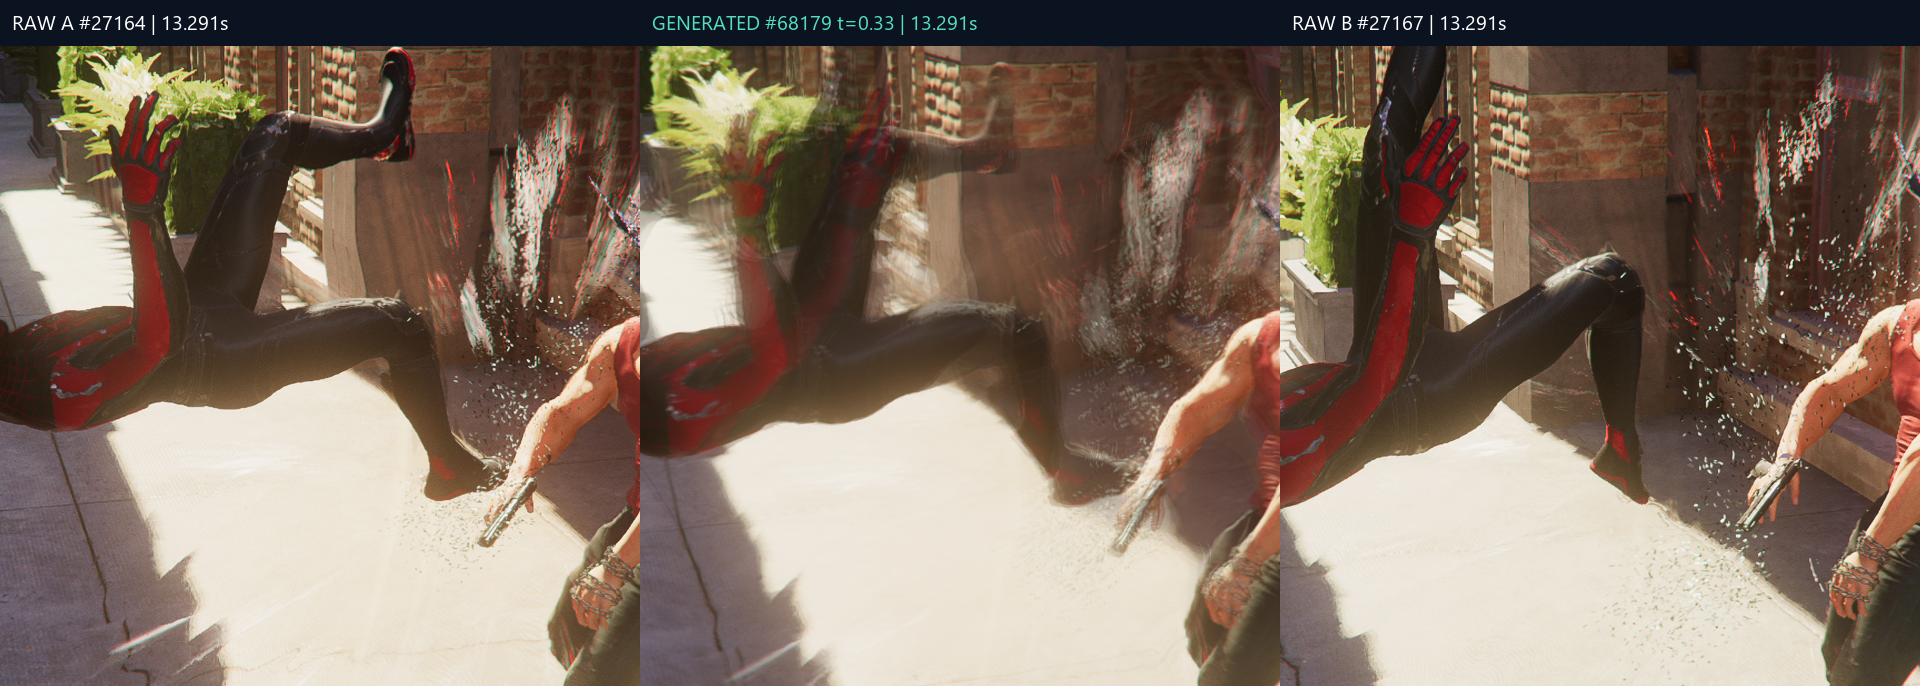 RAW A #27164 | 13.291s
GENERATED #68179 t=0.33 | 13.291s
RAW B #27167 | 13.291s